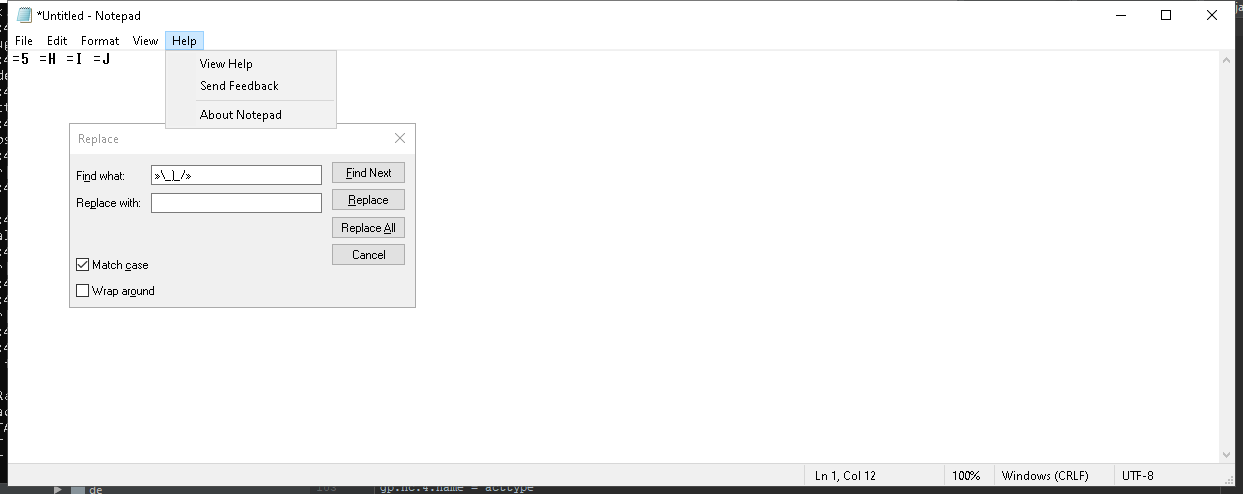 *Untitled - Notepad
File Edit Format View Help
=5 =H =I =J
View Help
Send Feedback
About Notepad
Replace
Find what: »\_)_/»
Find Next
Replace with:
Replace
Replace All
Cancel
Match case
Wrap around
Ln 1, Col 12 100% Windows (CRLF) UTF-8
de
gp.nc.4.name = acctype